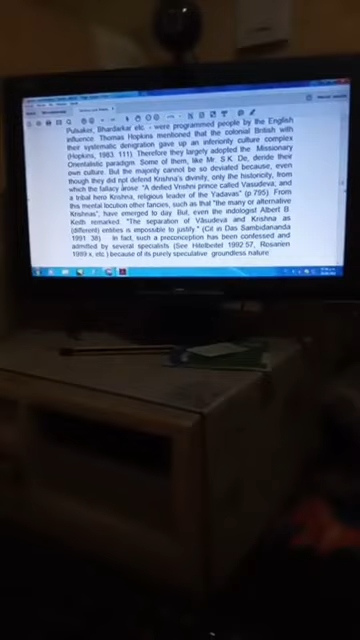 Pulsaker, Bhardarkar etc. - were programmed people by the English
influence. Thomas Hopkins mentioned that the colonial British with
their systematic denigration gave up an inferiority culture complex
(Hopkins, 1983, 111). Therefore they largely adopted the Missionary
Orientalistic paradigm. Some of them, like Mr. S.K. De, deride their
own culture. But the majority cannot be so deviated because, even
though they did not defend Krishna's divinity, only the historicity, from
which the fallacy arose: "A deified Vrishni prince called Vasudeva, and
a tribal hero Krishna, religious leader of the Yadavas" (p 795). From
this mental locution other fancies, such as that "the many or alternative
Krishnas", have emerged to day. But, even the indologist Albert B.
Keith remarked: "The separation of Vâsudeva and Krishna as
(different) entities is impossible to justify." (Cit in Das Sambidananda
1991: 38). In fact, such a preconception has been confessed and
admitted by several specialists (See Hiltelbeitel 1992:57, Rosanien
1989:x, etc.) because of its purely speculative groundless nature